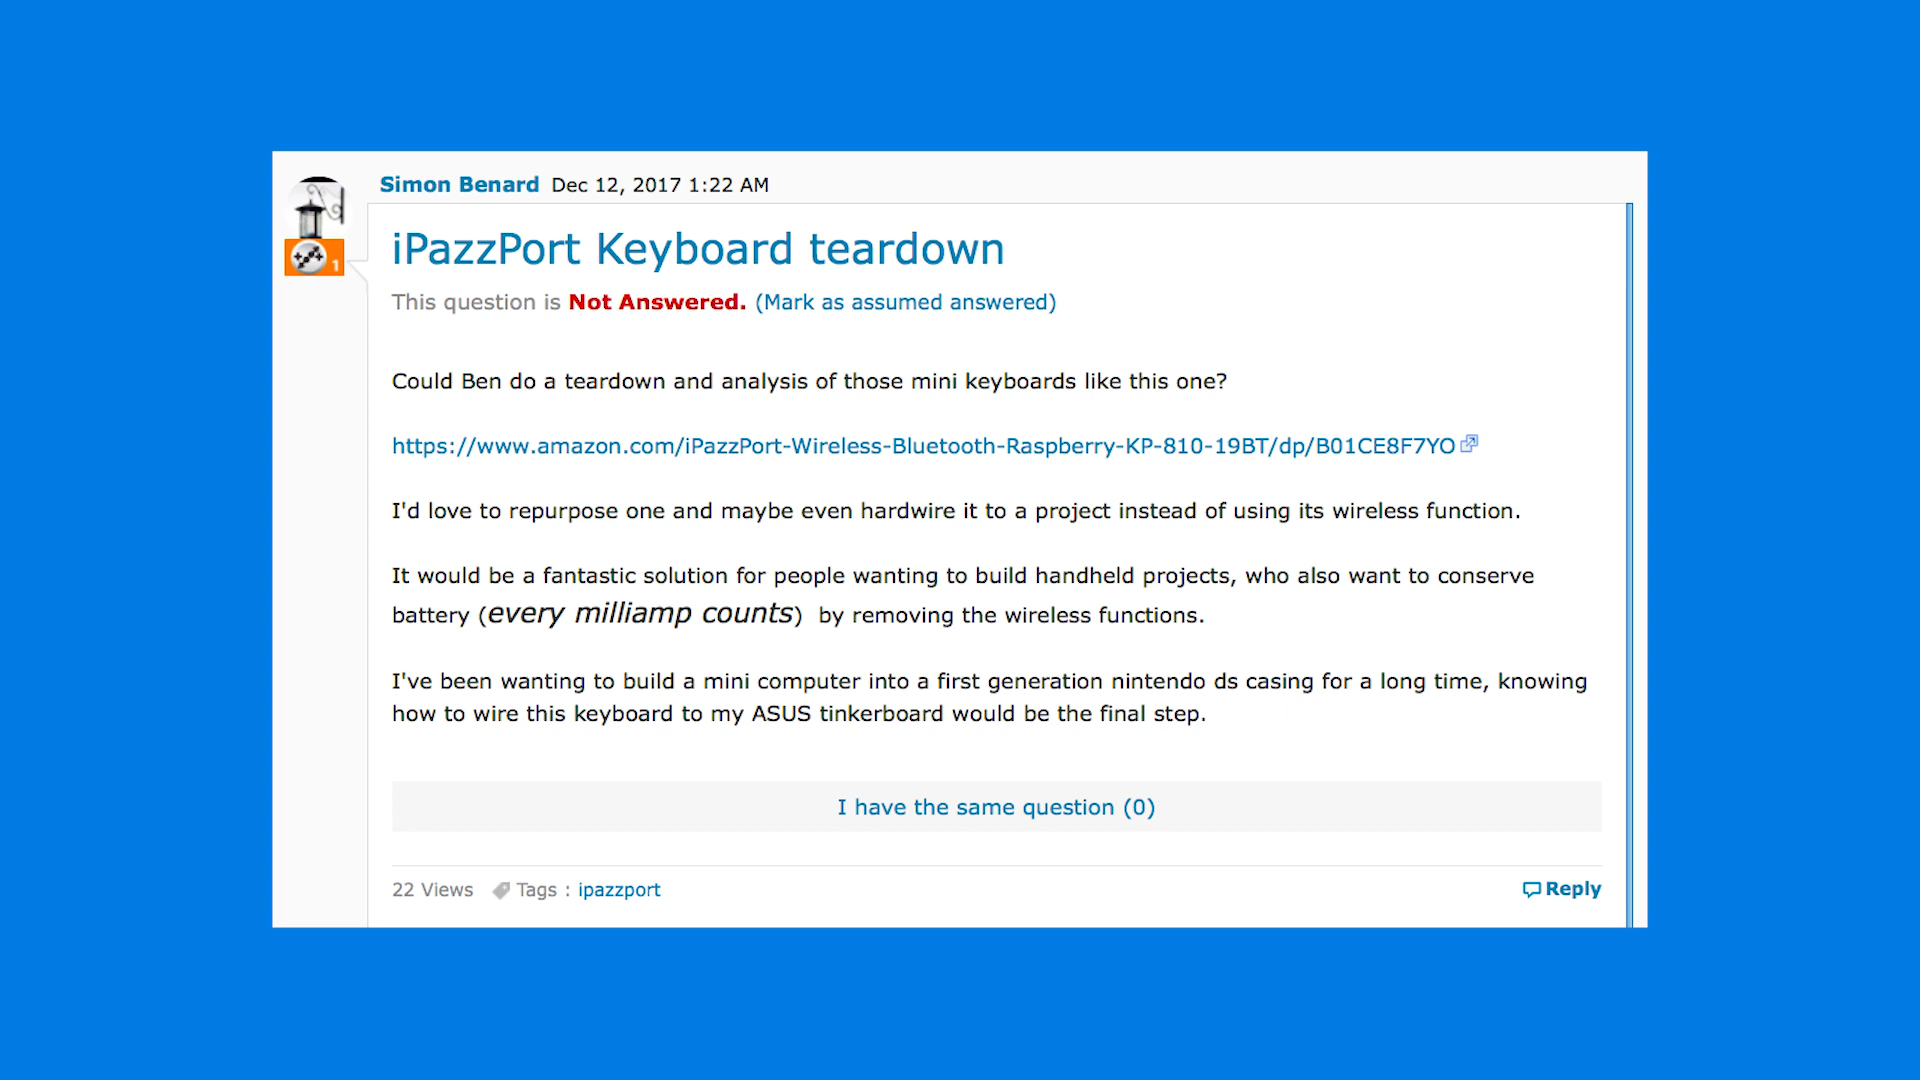 Simon Benard Dec 12, 2017 1:22 AM
1
iPazzPort Keyboard teardown
This question is Not Answered. (Mark as assumed answered)
Could Ben do a teardown and analysis of those mini keyboards like this one?
https://www.amazon.com/iPazzPort-Wireless-Bluetooth-Raspberry-KP-810-19BT/dp/B01CE8F7YO
I'd love to repurpose one and maybe even hardwire it to a project instead of using its wireless function.
It would be a fantastic solution for people wanting to build handheld projects, who also want to conserve
battery (every milliamp counts)  by removing the wireless functions.
I've been wanting to build a mini computer into a first generation nintendo ds casing for a long time, knowing
how to wire this keyboard to my ASUS tinkerboard would be the final step.
I have the same question (0)
22 Views Tags : ipazzport
Reply